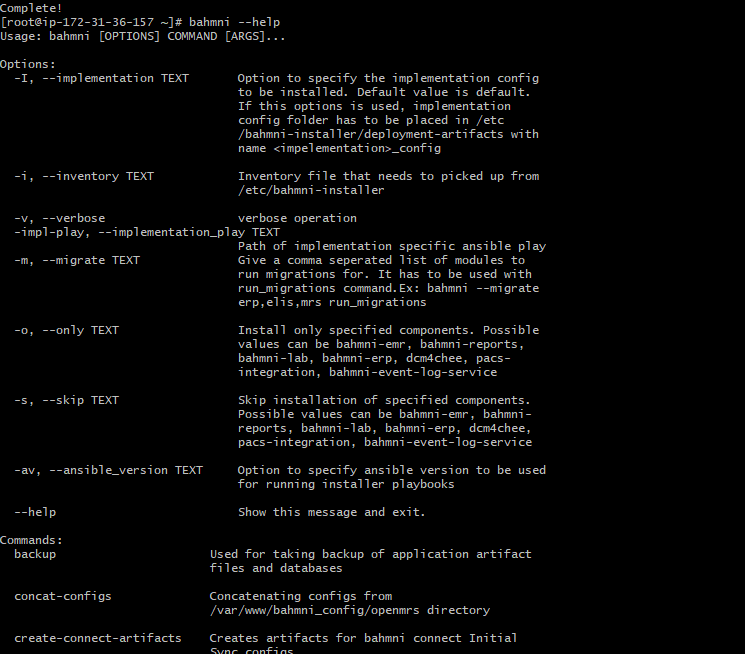 Complete!
[root@ip-172-31-36-157 ~]# bahmni --help
Usage: bahmni [OPTIONS] COMMAND [ARGS]...
Options:
-I, --implementation TEXT Option to specify the implementation config
to be installed. Default value is default.
If this options is used, implementation
config folder has to be placed in /etc
/bahmni-installer/deployment-artifacts with
name <impelementation>_config
-i, --inventory TEXT Inventory file that needs to picked up from
/etc/bahmni-installer
-v, --verbose verbose operation
-impl-play, --implementation_play TEXT
Path of implementation specific ansible play
-m, --migrate TEXT Give a comma seperated list of modules to
run migrations for. It has to be used with
run_migrations command.Ex: bahmni --migrate
erp,elis,mrs run_migrations
-o, --only TEXT Install only specified components. Possible
values can be bahmni-emr, bahmni-reports,
bahmni-lab, bahmni-erp, dcm4chee, pacs-
integration, bahmni-event-log-service
-s, --skip TEXT Skip installation of specified components.
Possible values can be bahmni-emr, bahmni-
reports, bahmni-lab, bahmni-erp, dcm4chee,
pacs-integration, bahmni-event-log-service
-av, --ansible_version TEXT Option to specify ansible version to be used
for running installer playbooks
--help Show this message and exit.
Commands:
backup Used for taking backup of application artifact
files and databases
concat-configs Concatenating configs from
/var/www/bahmni_config/openmrs directory
create-connect-artifacts Creates artifacts for bahmni connect Initial
Sync configs